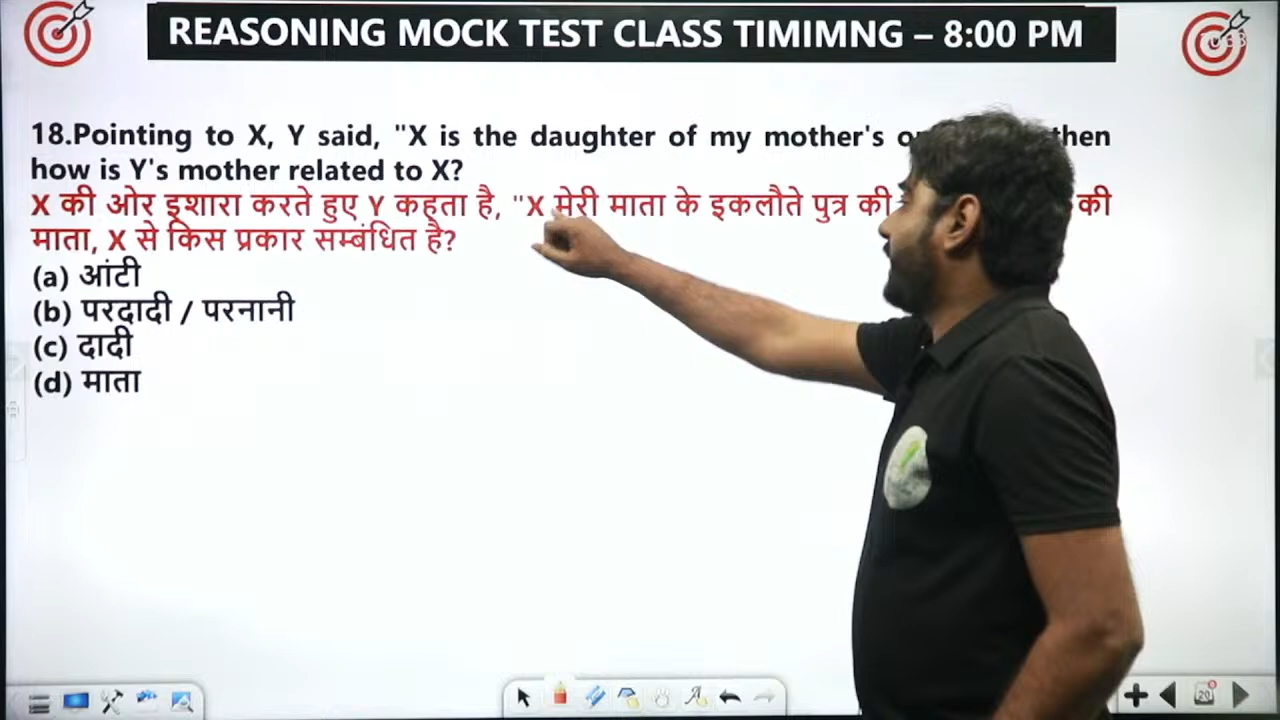 REASONING MOCK TEST CLASS TIMIMNG – 8:00 PM
18.Pointing to X, Y said, "X is the daughter of my mother's
how is Y's mother related to X?
X की ओर इशारा करते हुए Y कहता है, "X मेरी माता के इकलौते पुत्र की की
माता, X से किस प्रकार सम्बंधित है?
(a) आंटी
(b) परदादी / परनानी
(c) दादी
(d) माता
20